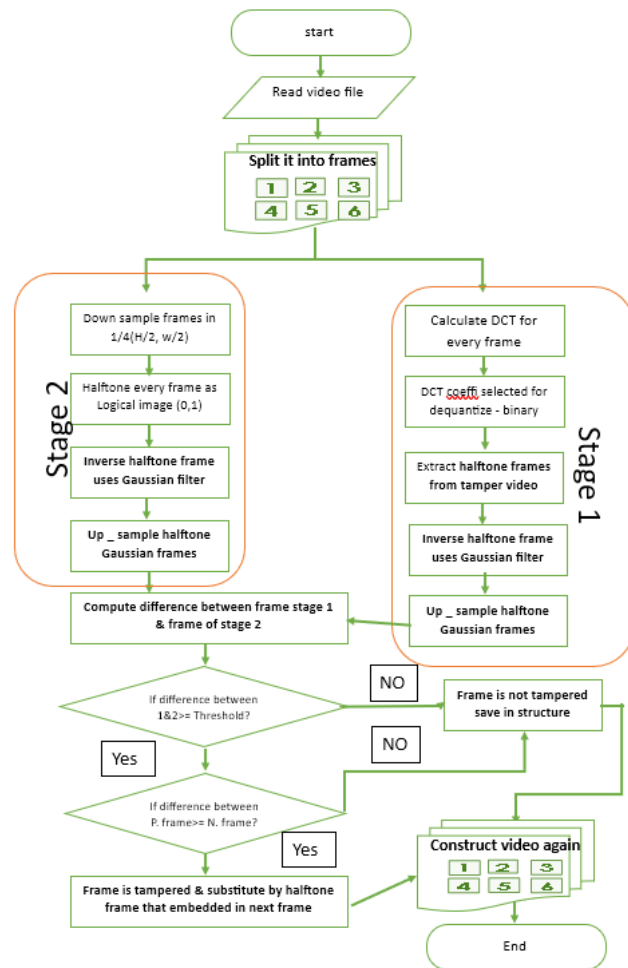 start
Read video file
Split it into frames
1 2 3
4 5 6
Stage 2
Down sample frames in
1/4(H/2, w/2)
Halftone every frame as
Logical image (0,1)
Inverse halftone frame
uses Gaussian filter
Up _ sample halftone
Gaussian frames
Stage 1
Calculate DCT for
every frame
DCT coeffi selected for
dequantize - binary
Extract halftone frames
from tamper video
Inverse halftone frame
uses Gaussian filter
Up _ sample halftone
Gaussian frames
Compute difference between frame stage 1
& frame of stage 2
If difference between
1&2>= Threshold?
NO
Frame is not tampered
save in structure
Yes
NO
If difference between
P. frame>= N. frame?
Yes
Frame is tampered & substitute by halftone
frame that embedded in next frame
Construct video again
1 2 3
4 5 6
End